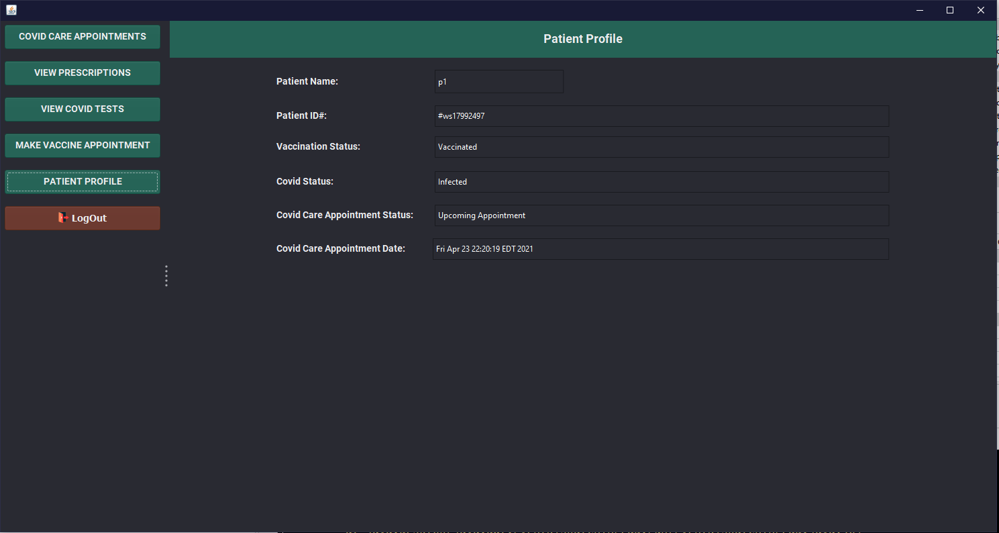 COVID CARE APPOINTMENTS
VIEW PRESCRIPTIONS
VIEW COVID TESTS
MAKE VACCINE APPOINTMENT
PATIENT PROFILE
LogOut
Patient Profile
Patient Name: p1
Patient ID#: #ws17992497
Vaccination Status: Vaccinated
Covid Status: Infected
Covid Care Appointment Status: Upcoming Appointment
Covid Care Appointment Date: Fri Apr 23 22:20:19 EDT 2021